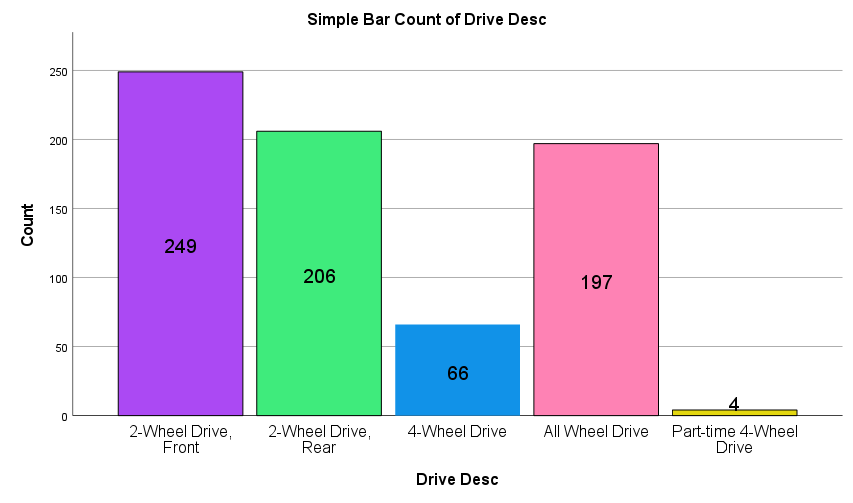 Simple Bar Count of Drive Desc
Count
250
200
150
100
50
0
249
206
66
197
4
2-Wheel Drive,
Front
2-Wheel Drive,
Rear
4-Wheel Drive
All Wheel Drive
Part-time 4-Wheel
Drive
Drive Desc